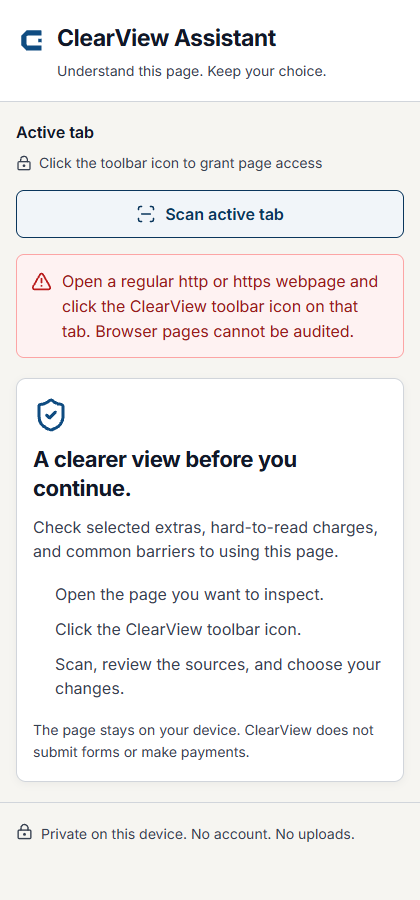 ClearView Assistant
Understand this page. Keep your choice.
Active tab
Click the toolbar icon to grant page access
Scan active tab
Open a regular http or https webpage and
click the ClearView toolbar icon on that
tab. Browser pages cannot be audited.
A clearer view before you
continue.
Check selected extras, hard-to-read charges,
and common barriers to using this page.
Open the page you want to inspect.
Click the ClearView toolbar icon.
Scan, review the sources, and choose your
changes.
The page stays on your device. ClearView does not
submit forms or make payments.
Private on this device. No account. No uploads.